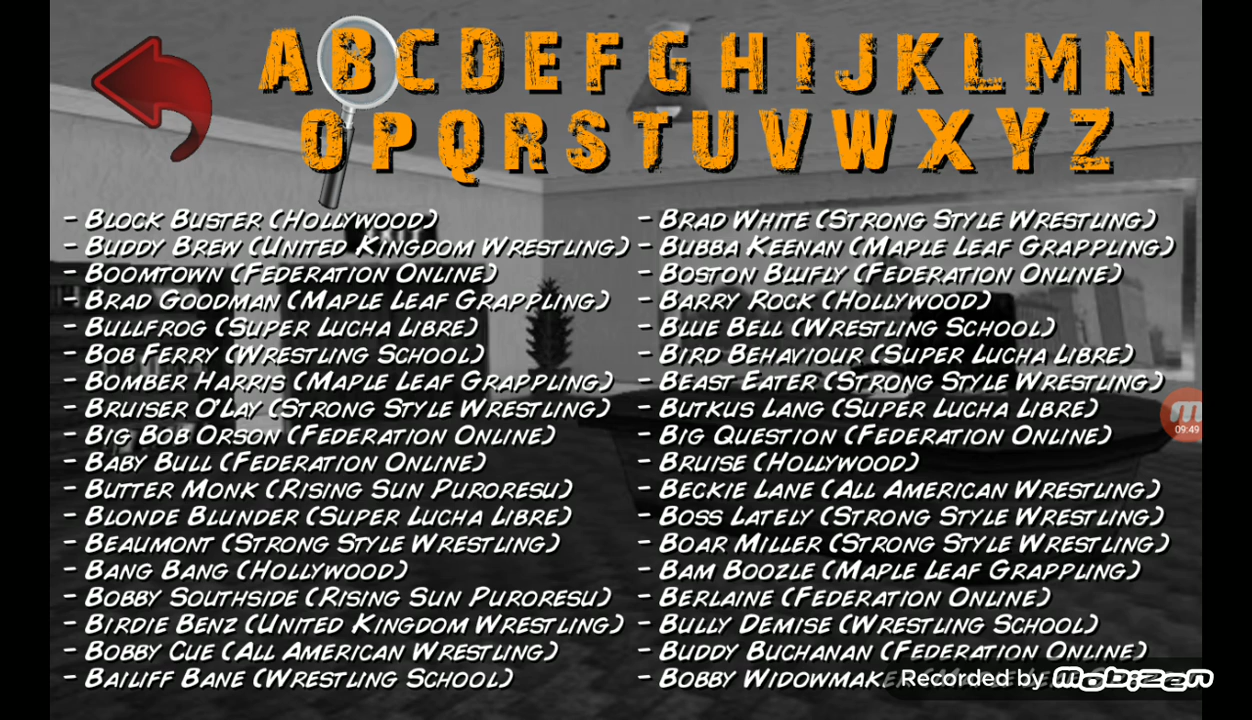 A B C D E F G H I J K L M N
O P Q R S T U V W X Y Z
- Block Buster (Hollywood)
- Buddy Brew (United Kingdom Wrestling)
- Boomtown (Federation Online)
- Brad Goodman (Maple Leaf Grappling)
- Bullfrog (Super Lucha Libre)
- Bob Ferry (Wrestling School)
- Bomber Harris (Maple Leaf Grappling)
- Bruiser O'Lay (Strong Style Wrestling)
- Big Bob Orson (Federation Online)
- Baby Bull (Federation Online)
- Butter Monk (Rising Sun Puroresu)
- Blonde Blunder (Super Lucha Libre)
- Beaumont (Strong Style Wrestling)
- Bang Bang (Hollywood)
- Bobby Southside (Rising Sun Puroresu)
- Birdie Benz (United Kingdom Wrestling)
- Bobby Cue (All American Wrestling)
- Bailiff Bane (Wrestling School)
- Brad White (Strong Style Wrestling)
- Bubba Keenan (Maple Leaf Grappling)
- Boston Blufly (Federation Online)
- Barry Rock (Hollywood)
- Blue Bell (Wrestling School)
- Bird Behaviour (Super Lucha Libre)
- Beast Eater (Strong Style Wrestling)
- Butkus Lang (Super Lucha Libre)
- Big Question (Federation Online)
- Bruise (Hollywood)
- Beckie Lane (All American Wrestling)
- Boss Lately (Strong Style Wrestling)
- Boar Miller (Strong Style Wrestling)
- Bam Boozle (Maple Leaf Grappling)
- Berlaine (Federation Online)
- Bully Demise (Wrestling School)
- Buddy Buchanan (Federation Online)
- Bobby Widowmaker
09:49
Recorded by Mobizen